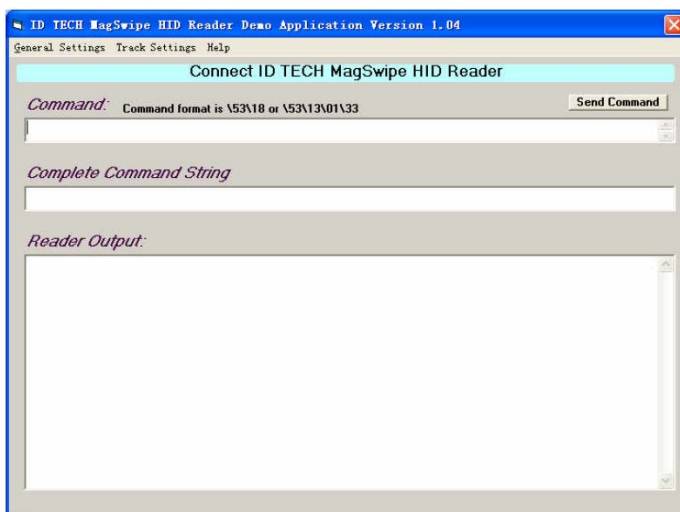 ID TECH MagSwipe HID Reader Demo Application Version 1.04
General Settings Track Settings Help
Connect ID TECH MagSwipe HID Reader
Command: Command format is \53\18 or \53\13\01\33 Send Command
Complete Command String
Reader Output: